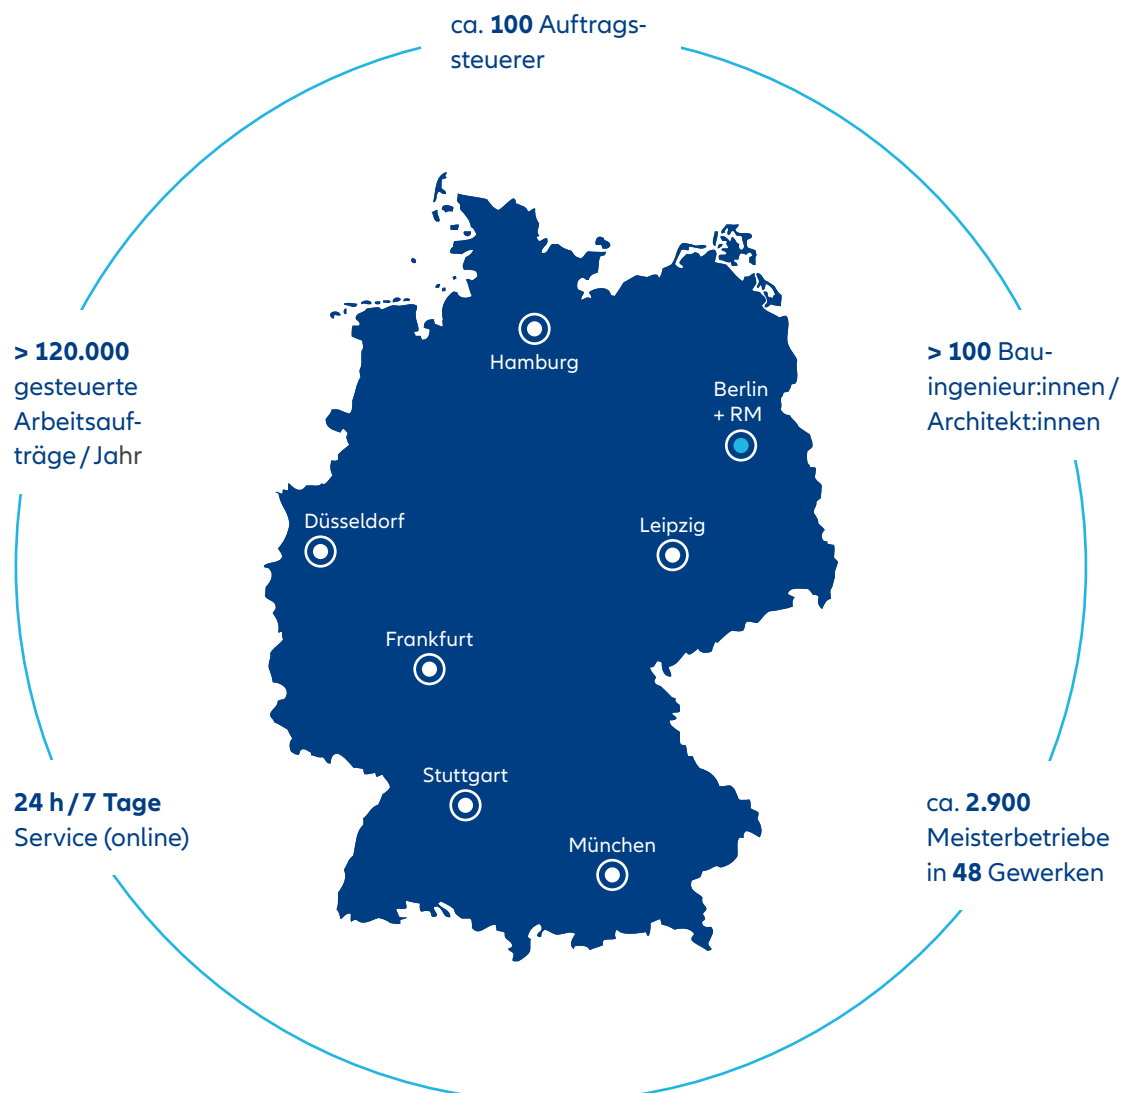 ca. 100 Auftrags-
steuerer
> 120.000
gesteuerte
Arbeitsauf-
träge / Jahr
> 100 Bau-
ingenieur:innen /
Architekt:innen
Hamburg
Berlin
+ RM
Düsseldorf
Leipzig
Frankfurt
Stuttgart
München
24 h / 7 Tage
Service (online)
ca. 2.900
Meisterbetriebe
in 48 Gewerken